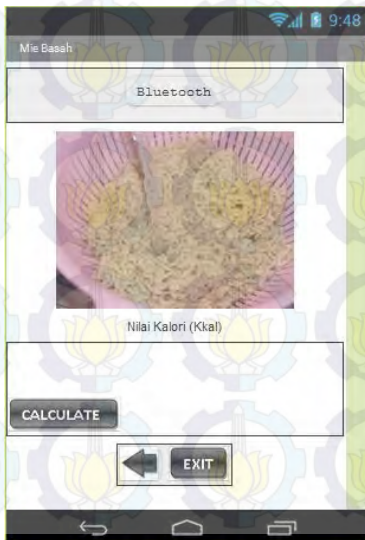 9:48
Mie Basah
Bluetooth
Nilai Kalori (Kkal)
CALCULATE
EXIT